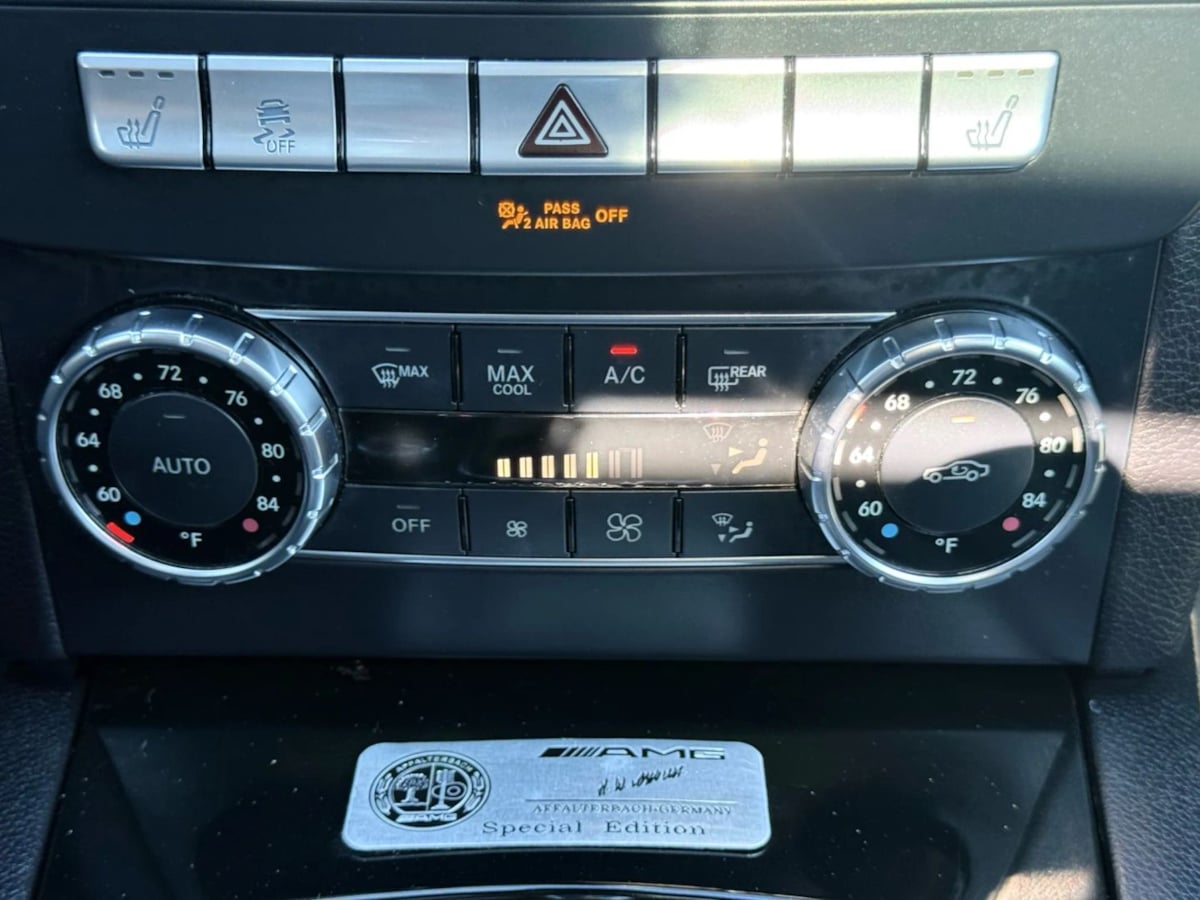 OFF
PASS
2 AIR BAG OFF
MAX
MAX
COOL
A/C
REAR
60 64 68 72 76 80 84
AUTO
°F
60 64 68 72 76 80 84
°F
OFF
AMG
AFFALTERBACH
AMG
AFFALTERBACH-GERMANY
Special Edition